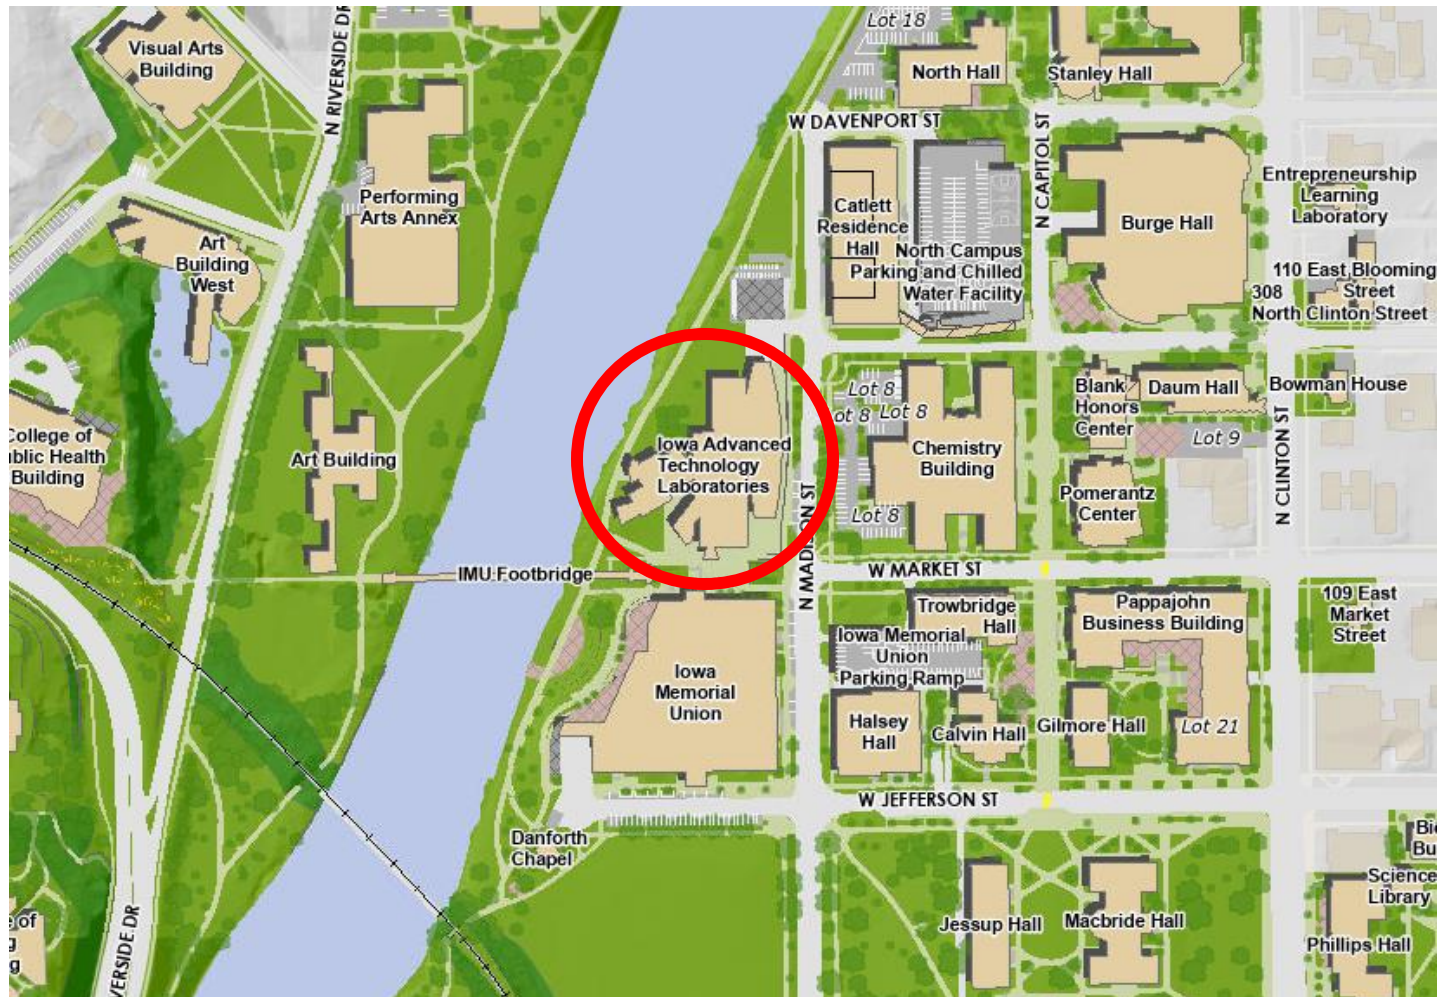 Lot 18
Visual Arts
Building
North Hall
Stanley Hall
N RIVERSIDE DR
W DAVENPORT ST
N CAPITOL ST
Performing
Arts Annex
Catlett
Residence
Hall
Burge Hall
Entrepreneurship
Learning
Laboratory
Art
Building
West
North Campus
Parking and Chilled
Water Facility
110 East Blooming
Street
308
North Clinton Street
Lot 8
Lot 8
Lot 8
Blank
Honors
Center
Daum Hall
Bowman House
College of
Public Health
Building
Art Building
Iowa Advanced
Technology
Laboratories
Chemistry
Building
Lot 9
N CLINTON ST
Lot 8
Pomerantz
Center
N MADISON ST
IMU Footbridge
W MARKET ST
Trowbridge
Hall
Pappajohn
Business Building
109 East
Market
Street
Iowa Memorial
Union
Parking Ramp
Iowa
Memorial
Union
Halsey
Hall
Calvin Hall
Gilmore Hall
Lot 21
W JEFFERSON ST
Danforth
Chapel
Bi
Bu
Science
Library
e of
g
g
VERSIDE DR
Jessup Hall
Macbride Hall
Phillips Hall